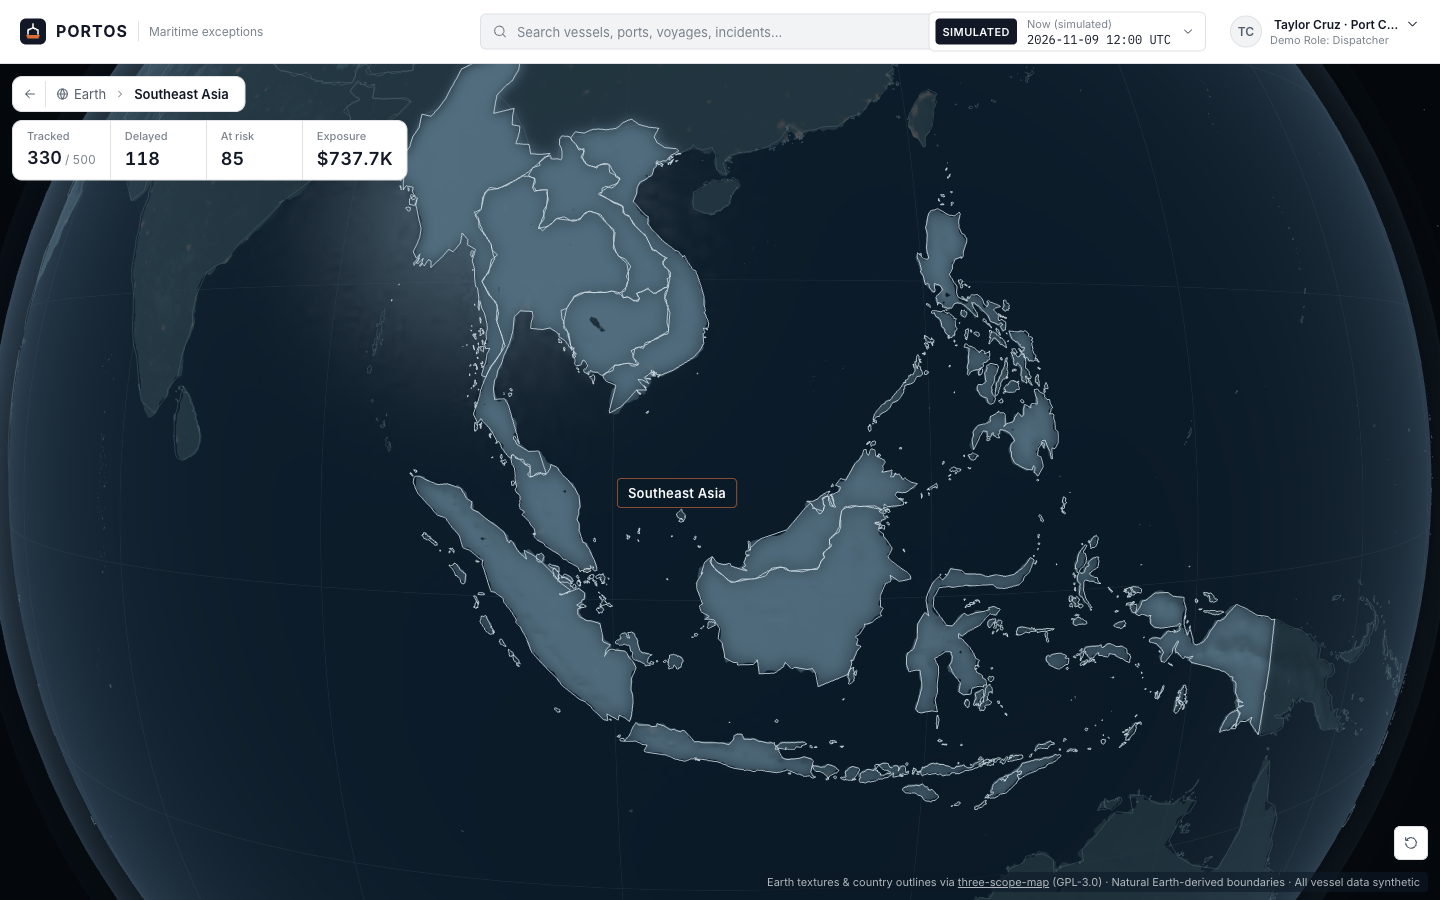 PORTOS
Maritime exceptions
Search vessels, ports, voyages, incidents...
SIMULATED
Now (simulated)
2026-11-09 12:00 UTC
TC
Taylor Cruz · Port C...
Demo Role: Dispatcher
Earth
Southeast Asia
Tracked
330 / 500
Delayed
118
At risk
85
Exposure
$737.7K
Southeast Asia
Earth textures & country outlines via three-scope-map (GPL-3.0) · Natural Earth-derived boundaries · All vessel data synthetic